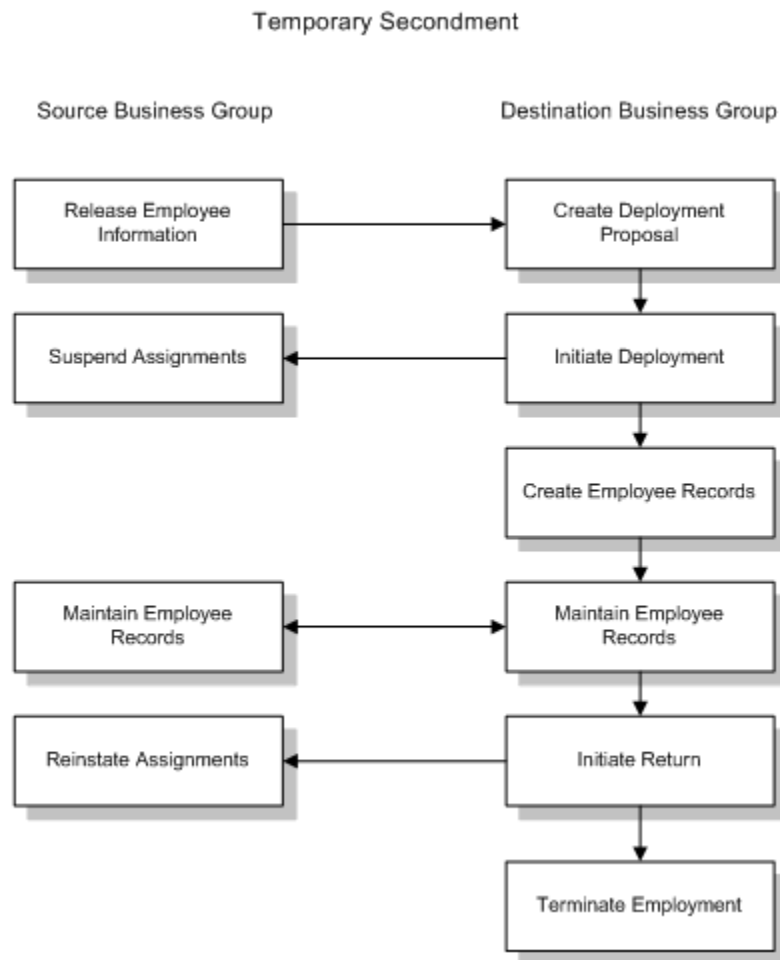 Temporary Secondment
Source Business Group
Destination Business Group
Release Employee
Information
Create Deployment
Proposal
Suspend Assignments
Initiate Deployment
Create Employee Records
Maintain Employee
Records
Maintain Employee
Records
Reinstate Assignments
Initiate Return
Terminate Employment